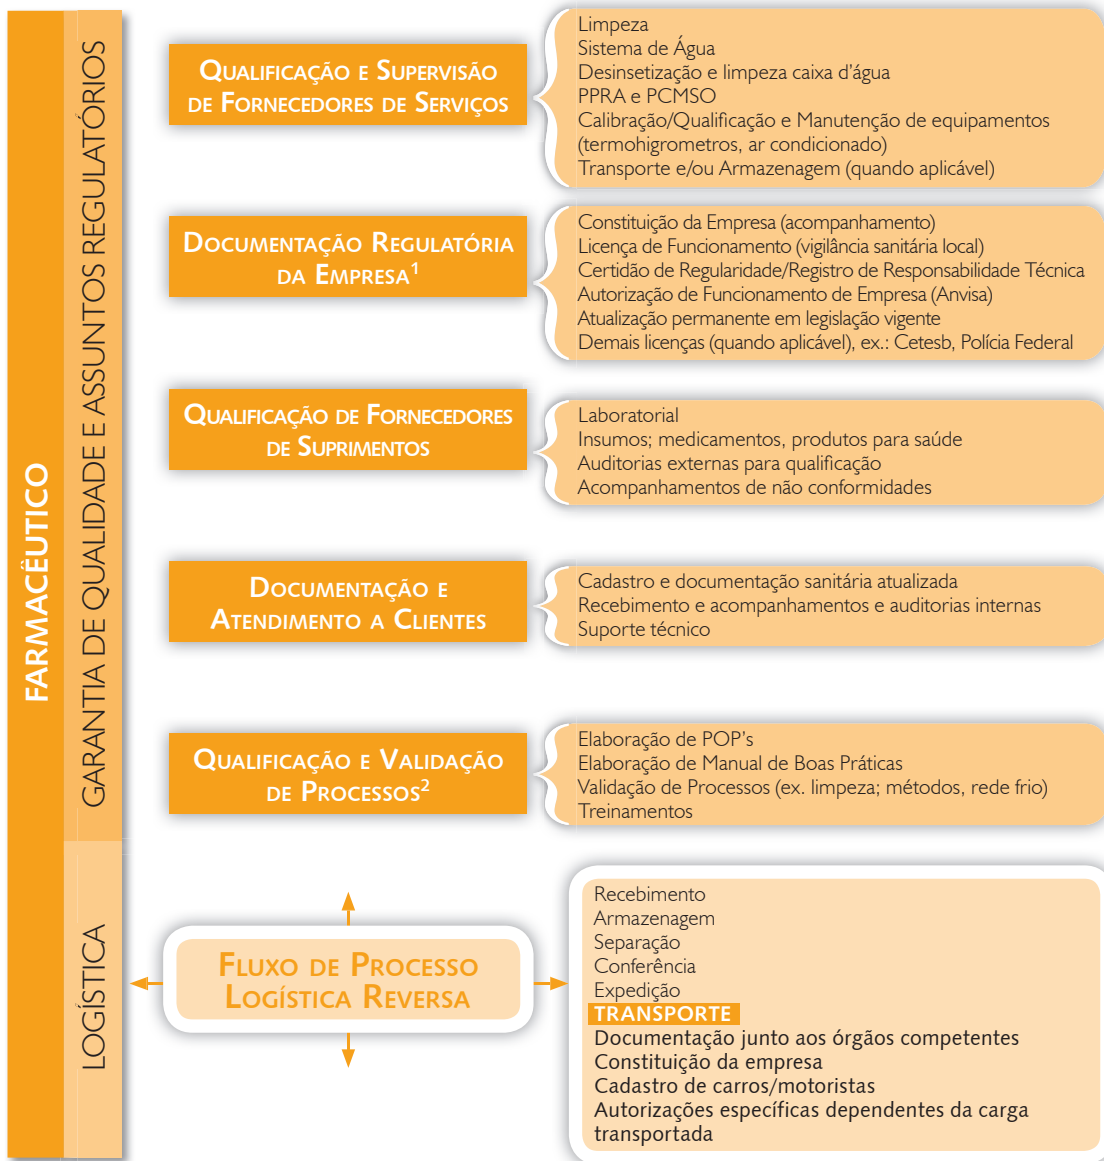 FARMACÊUTICO
GARANTIA DE QUALIDADE E ASSUNTOS REGULATÓRIOS
QUALIFICAÇÃO E SUPERVISÃO
DE FORNECEDORES DE SERVIÇOS
Limpeza
Sistema de Água
Desinsetização e limpeza caixa d'água
PPRA e PCMSO
Calibração/Qualificação e Manutenção de equipamentos
(termohigrometros, ar condicionado)
Transporte e/ou Armazenagem (quando aplicável)
DOCUMENTAÇÃO REGULATÓRIA
DA EMPRESA¹
Constituição da Empresa (acompanhamento)
Licença de Funcionamento (vigilância sanitária local)
Certidão de Regularidade/Registro de Responsabilidade Técnica
Autorização de Funcionamento de Empresa (Anvisa)
Atualização permanente em legislação vigente
Demais licenças (quando aplicável), ex.: Cetesb, Polícia Federal
QUALIFICAÇÃO DE FORNECEDORES
DE SUPRIMENTOS
Laboratorial
Insumos; medicamentos, produtos para saúde
Auditorias externas para qualificação
Acompanhamentos de não conformidades
DOCUMENTAÇÃO E
ATENDIMENTO A CLIENTES
Cadastro e documentação sanitária atualizada
Recebimento e acompanhamentos e auditorias internas
Suporte técnico
QUALIFICAÇÃO E VALIDAÇÃO
DE PROCESSOS²
Elaboração de POP's
Elaboração de Manual de Boas Práticas
Validação de Processos (ex. limpeza; métodos, rede frio)
Treinamentos
LOGÍSTICA
FLUXO DE PROCESSO
LOGÍSTICA REVERSA
Recebimento
Armazenagem
Separação
Conferência
Expedição
TRANSPORTE
Documentação junto aos órgãos competentes
Constituição da empresa
Cadastro de carros/motoristas
Autorizações específicas dependentes da carga
transportada